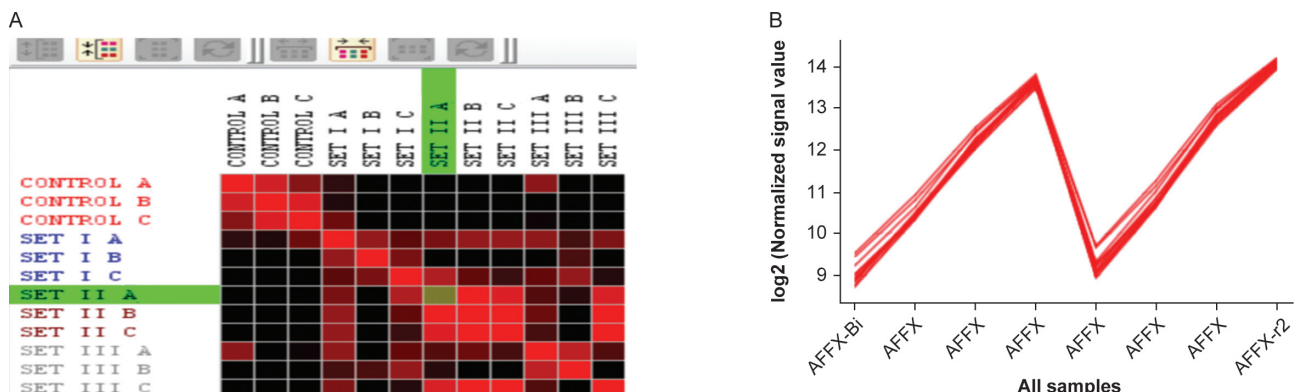 A
CONTROL A
CONTROL B
CONTROL C
SET I A
SET I B
SET I C
SET II A
SET II B
SET II C
SET III A
SET III B
SET III C
CONTROL A
CONTROL B
CONTROL C
SET I A
SET I B
SET I C
SET II A
SET II B
SET II C
SET III A
SET III B
SET III C
B
log2 (Normalized signal value
14
13
12
11
10
9
AFFX-Bi
AFFX
AFFX
AFFX
AFFX
AFFX
AFFX
AFFX-r2
All samples